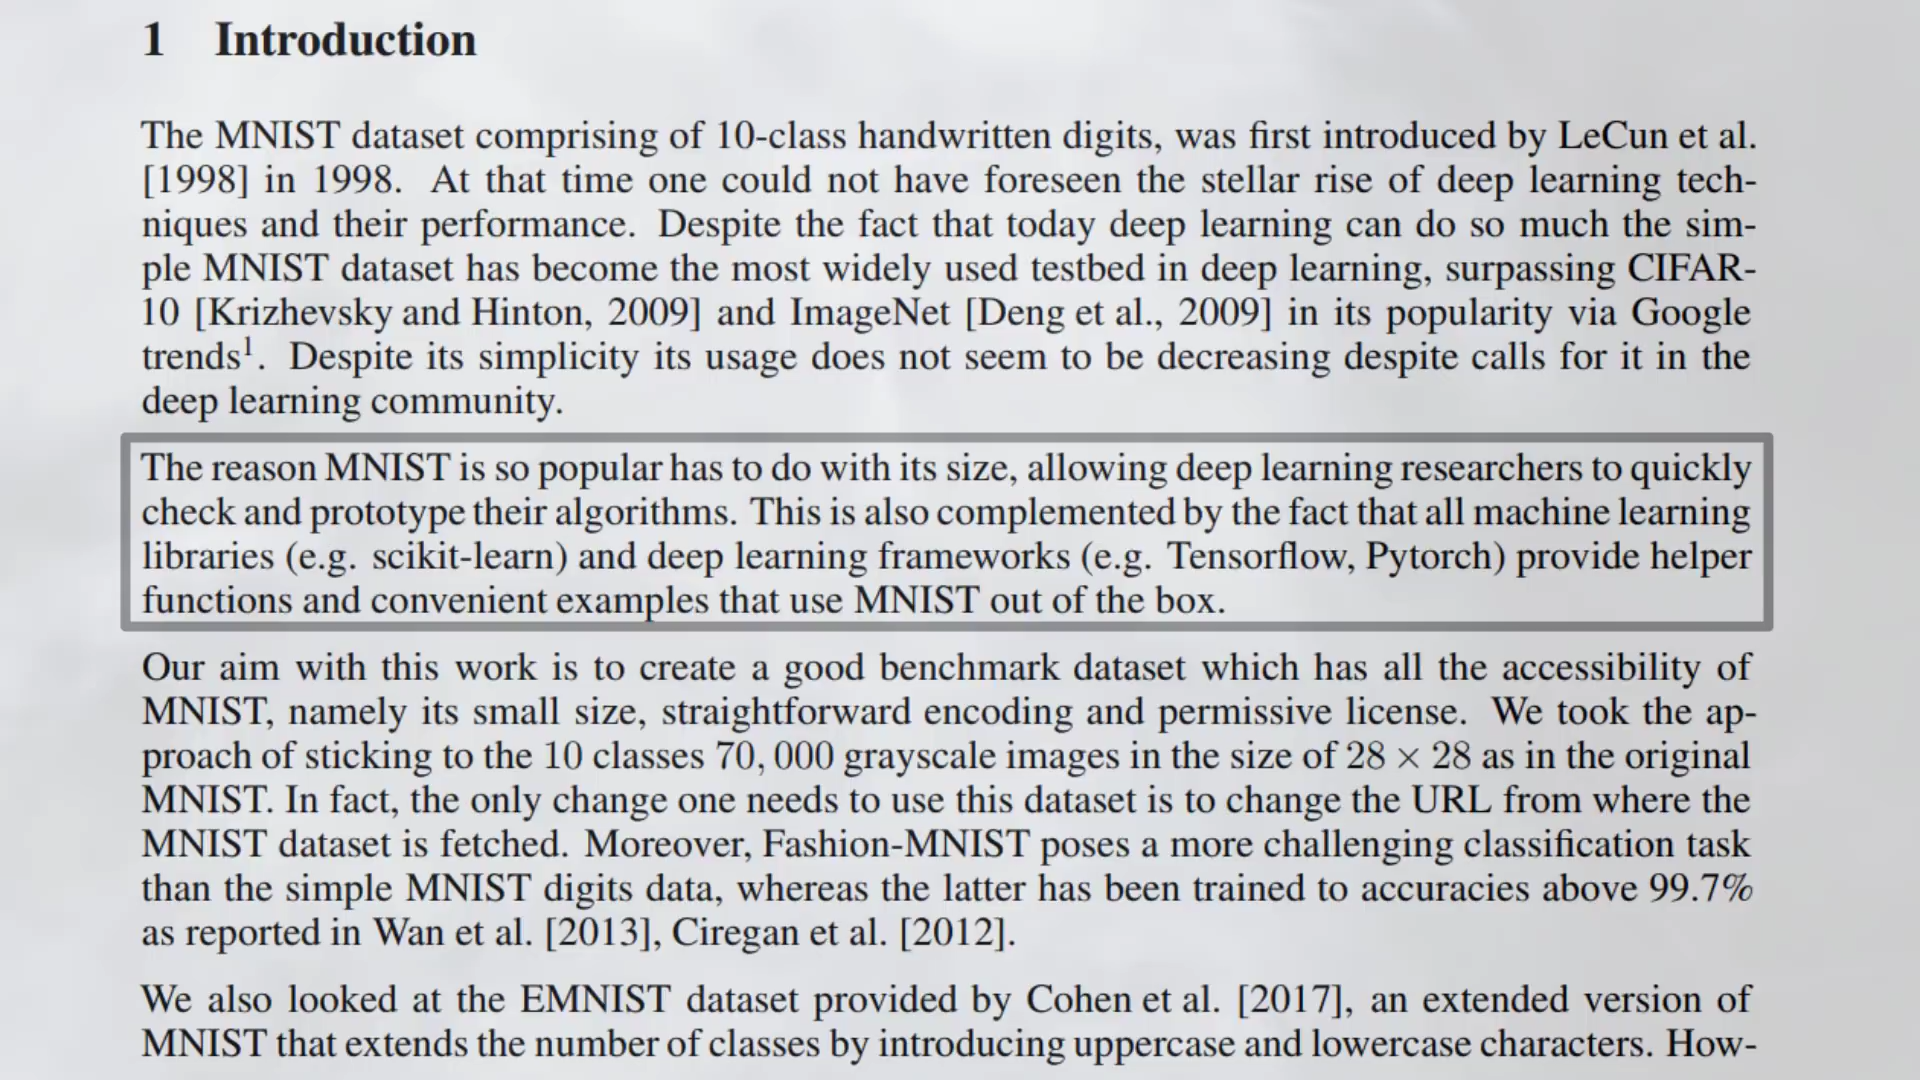 1 Introduction
The MNIST dataset comprising of 10-class handwritten digits, was first introduced by LeCun et al.
[1998] in 1998. At that time one could not have foreseen the stellar rise of deep learning tech-
niques and their performance. Despite the fact that today deep learning can do so much the sim-
ple MNIST dataset has become the most widely used testbed in deep learning, surpassing CIFAR-
10 [Krizhevsky and Hinton, 2009] and ImageNet [Deng et al., 2009] in its popularity via Google
trends¹. Despite its simplicity its usage does not seem to be decreasing despite calls for it in the
deep learning community.
The reason MNIST is so popular has to do with its size, allowing deep learning researchers to quickly
check and prototype their algorithms. This is also complemented by the fact that all machine learning
libraries (e.g. scikit-learn) and deep learning frameworks (e.g. Tensorflow, Pytorch) provide helper
functions and convenient examples that use MNIST out of the box.
Our aim with this work is to create a good benchmark dataset which has all the accessibility of
MNIST, namely its small size, straightforward encoding and permissive license. We took the ap-
proach of sticking to the 10 classes 70,000 grayscale images in the size of 28 × 28 as in the original
MNIST. In fact, the only change one needs to use this dataset is to change the URL from where the
MNIST dataset is fetched. Moreover, Fashion-MNIST poses a more challenging classification task
than the simple MNIST digits data, whereas the latter has been trained to accuracies above 99.7%
as reported in Wan et al. [2013], Ciregan et al. [2012].
We also looked at the EMNIST dataset provided by Cohen et al. [2017], an extended version of
MNIST that extends the number of classes by introducing uppercase and lowercase characters. How-